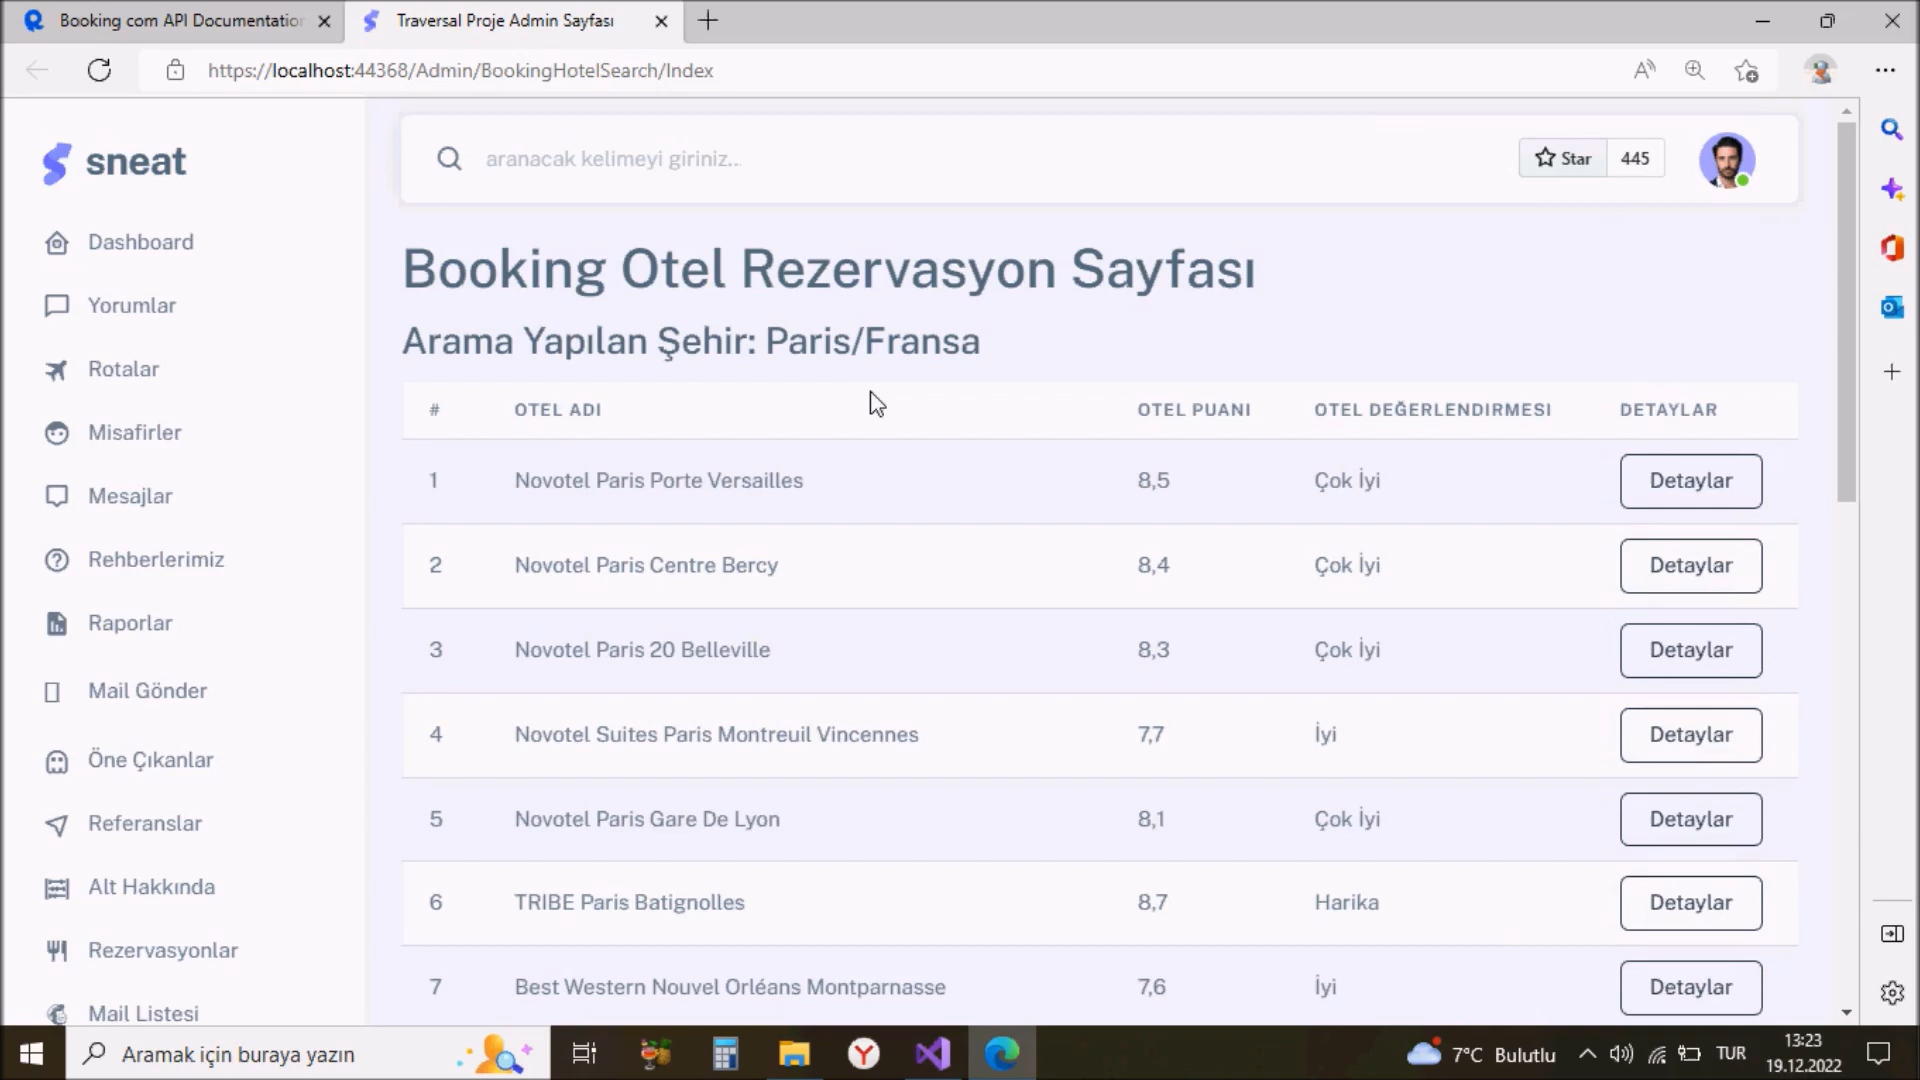 Booking com API Documentation
Traversal Proje Admin Sayfası
https://localhost:44368/Admin/BookingHotelSearch/Index
sneat
aranacak kelimeyi giriniz...
Star 445
Dashboard
Yorumlar
Rotalar
Misafirler
Mesajlar
Rehberlerimiz
Raporlar
Mail Gönder
Öne Çıkanlar
Referanslar
Alt Hakkında
Rezervasyonlar
Mail Listesi
Booking Otel Rezervasyon Sayfası
Arama Yapılan Şehir: Paris/Fransa
# OTEL ADI OTEL PUANI OTEL DEĞERLENDİRMESI DETAYLAR
1 Novotel Paris Porte Versailles 8,5 Çok İyi Detaylar
2 Novotel Paris Centre Bercy 8,4 Çok İyi Detaylar
3 Novotel Paris 20 Belleville 8,3 Çok İyi Detaylar
4 Novotel Suites Paris Montreuil Vincennes 7,7 İyi Detaylar
5 Novotel Paris Gare De Lyon 8,1 Çok İyi Detaylar
6 TRIBE Paris Batignolles 8,7 Harika Detaylar
7 Best Western Nouvel Orléans Montparnasse 7,6 İyi Detaylar
Aramak için buraya yazın
7°C Bulutlu
TUR
13:23
19.12.2022